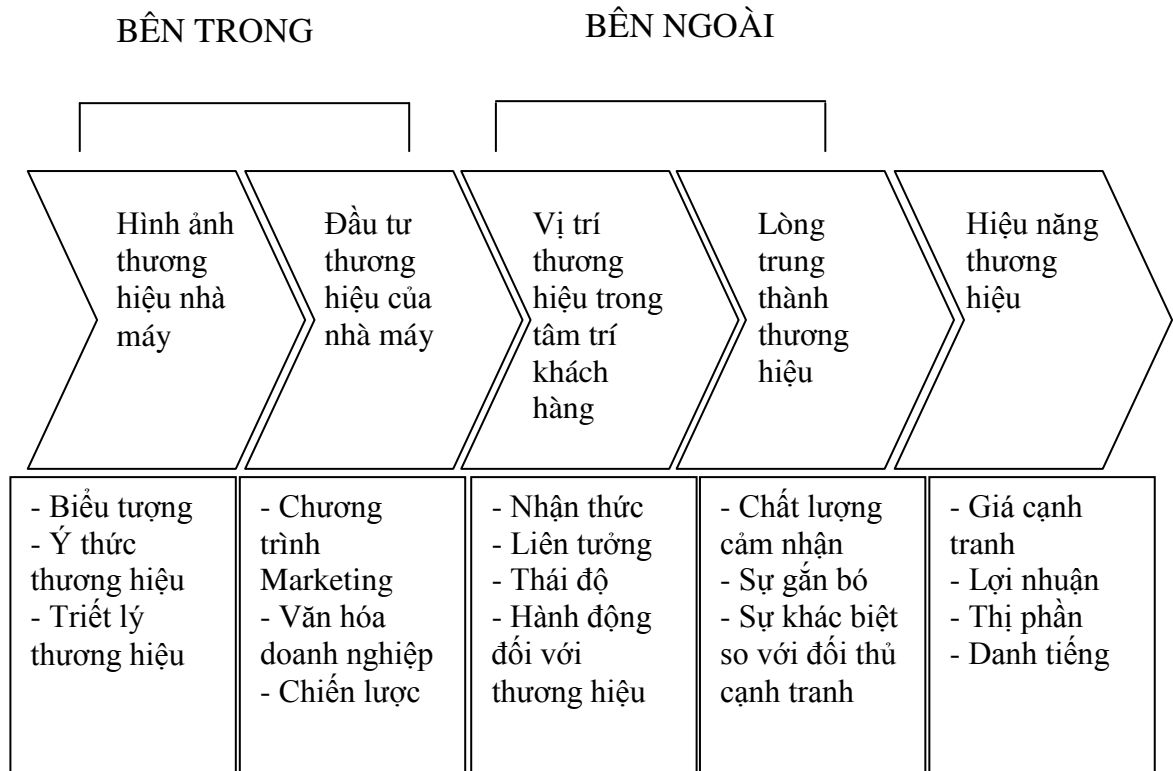 BÊN TRONG
BÊN NGOÀI
Hình ảnh
thương
hiệu nhà
máy
Đầu tư
thương
hiệu của
nhà máy
Vị trí
thương
hiệu trong
tâm trí
khách
hàng
Lòng
trung
thành
thương
hiệu
Hiệu năng
thương
hiệu
- Biểu tượng
- Ý thức
thương hiệu
- Triết lý
thương hiệu
- Chương
trình
Marketing
- Văn hóa
doanh nghiệp
- Chiến lược
- Nhận thức
- Liên tưởng
- Thái độ
- Hành động
đối với
thương hiệu
- Chất lượng
cảm nhận
- Sự gắn bó
- Sự khác biệt
so với đối thủ
cạnh tranh
- Giá cạnh
tranh
- Lợi nhuận
- Thị phần
- Danh tiếng